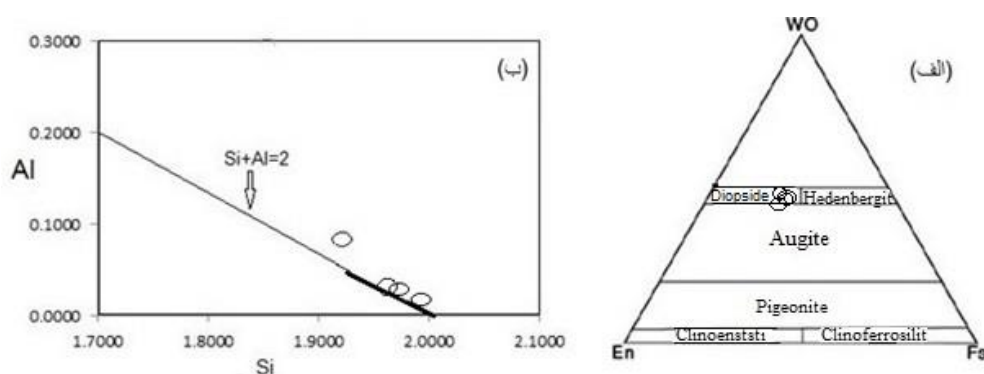 0.3000
(ب)
0.2000
Al
Si+Al=2
0.1000
0.0000
1.7000
1.8000
1.9000
2.0000
2.1000
Si
WO
(الف)
Diopside
Hedenbergit
Augite
Pigeonite
Clinoenststi
Clinoferrosilit
En
Fs